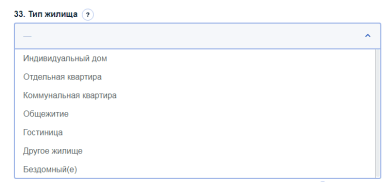 33. Тип жилища ?
—
Индивидуальный дом
Отдельная квартира
Коммунальная квартира
Общежитие
Гостиница
Другое жилище
Бездомный(е)